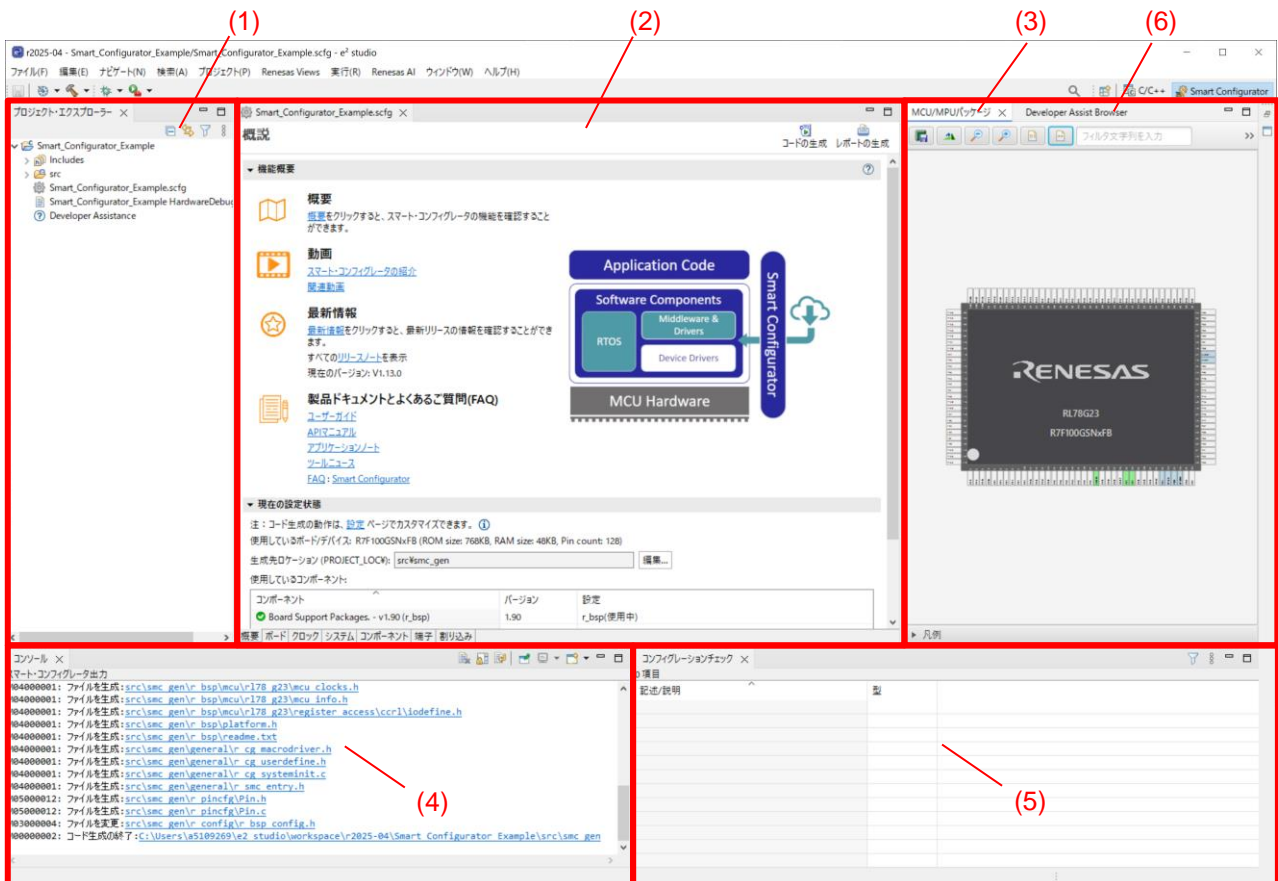 (1)
(2)
(3)
(6)
r2025-04 - Smart_Configurator_Example/Smart_Configurator_Example.scfg - e² studio
ファイル(F) 編集(E) ナビゲート(N) 検索(A) プロジェクト(P) Renesas Views 実行(R) Renesas AI ウィンドウ(W) ヘルプ(H)
C/C++ Smart Configurator
プロジェクト・エクスプローラー
Smart_Configurator_Example
Includes
src
Smart_Configurator_Example.scfg
Smart_Configurator_Example HardwareDebug
Developer Assistance
Smart_Configurator_Example.scfg
概説
コードの生成 レポートの生成
機能概要
概要
概要をクリックすると、スマート・コンフィグレータの機能を確認すること
ができます。
動画
スマート・コンフィグレータの紹介
関連動画
最新情報
最新情報をクリックすると、最新リリースの情報を確認することができ
ます。
すべてのリリースノートを表示
現在のバージョン: V1.13.0
製品ドキュメントとよくあるご質問(FAQ)
ユーザーガイド
APIマニュアル
アプリケーションノート
ツールニュース
FAQ : Smart Configurator
Application Code
Software Components
RTOS
Middleware &
Drivers
Device Drivers
MCU Hardware
Smart Configurator
現在の設定状態
注：コード生成の動作は、設定 ページでカスタマイズできます。
使用しているボード/デバイス: R7F100GSNxFB (ROM size: 768KB, RAM size: 48KB, Pin count: 128)
生成先ロケーション (PROJECT_LOC¥): src¥smc_gen 編集...
使用しているコンポーネント:
コンポーネント バージョン 設定
Board Support Packages. - v1.90 (r_bsp) 1.90 r_bsp(使用中)
概要 ボード クロック システム コンポーネント 端子 割り込み
MCU/MPUパッケージ Developer Assist Browser
フィルタ文字列を入力
RENESAS
RL78G23
R7F100GSNxFB
凡例
コンソール
スマート・コンフィグレータ出力
M04000001: ファイルを生成:src\smc_gen\r_bsp\mcu\rl78_g23\mcu_clocks.h
M04000001: ファイルを生成:src\smc_gen\r_bsp\mcu\rl78_g23\mcu_info.h
M04000001: ファイルを生成:src\smc_gen\r_bsp\mcu\rl78_g23\register_access\ccrl\iodefine.h
M04000001: ファイルを生成:src\smc_gen\r_bsp\platform.h
M04000001: ファイルを生成:src\smc_gen\r_bsp\readme.txt
M04000001: ファイルを生成:src\smc_gen\general\r_cg_macrodriver.h
M04000001: ファイルを生成:src\smc_gen\general\r_cg_userdefine.h
M04000001: ファイルを生成:src\smc_gen\general\r_cg_systeminit.c
M04000001: ファイルを生成:src\smc_gen\general\r_smc_entry.h
M05000012: ファイルを生成:src\smc_gen\r_pincfg\Pin.h
M05000012: ファイルを生成:src\smc_gen\r_pincfg\Pin.c
M03000004: ファイルを変更:src\smc_gen\r_config\r_bsp_config.h
M00000002: コード生成の終了:C:\Users\a5109269\e2_studio\workspace\r2025-04\Smart_Configurator_Example\src\smc_gen
(4)
コンフィグレーションチェック
0 項目
記述/説明 型
(5)